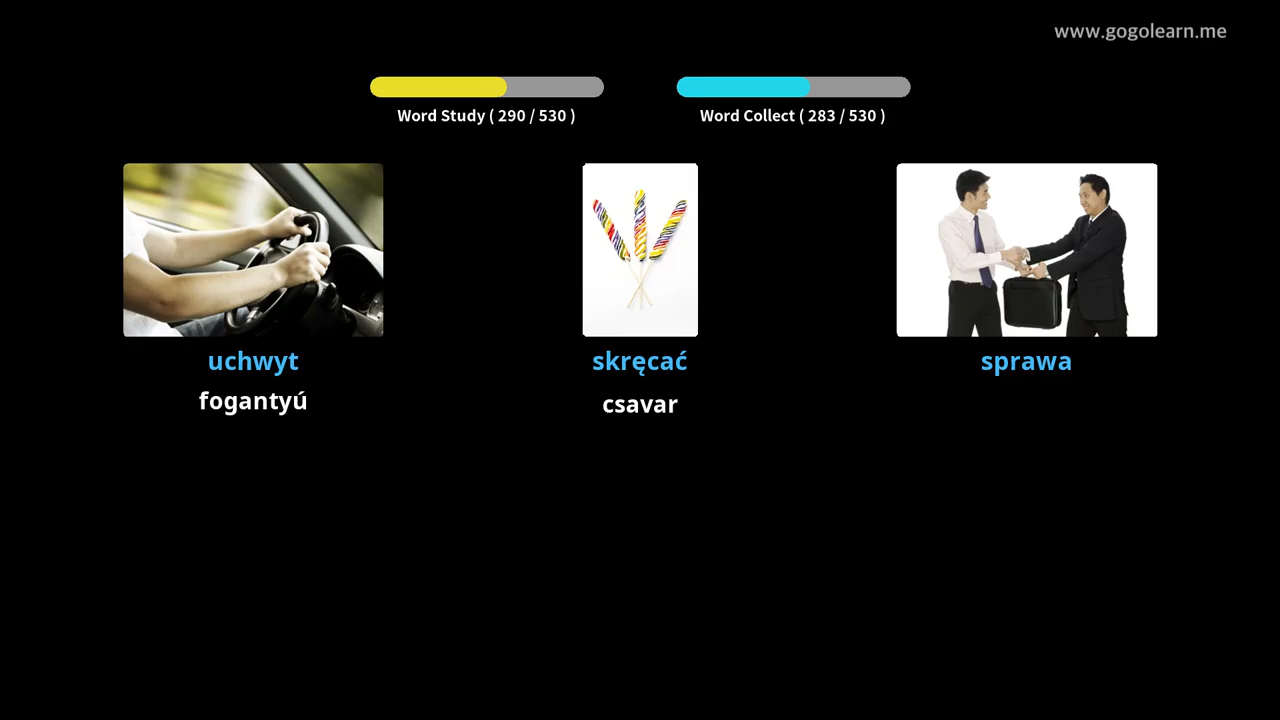 www.gogolearn.me
Word Study ( 290 / 530 )
Word Collect ( 283 / 530 )
uchwyt
skręcać
sprawa
fogantyú
csavar